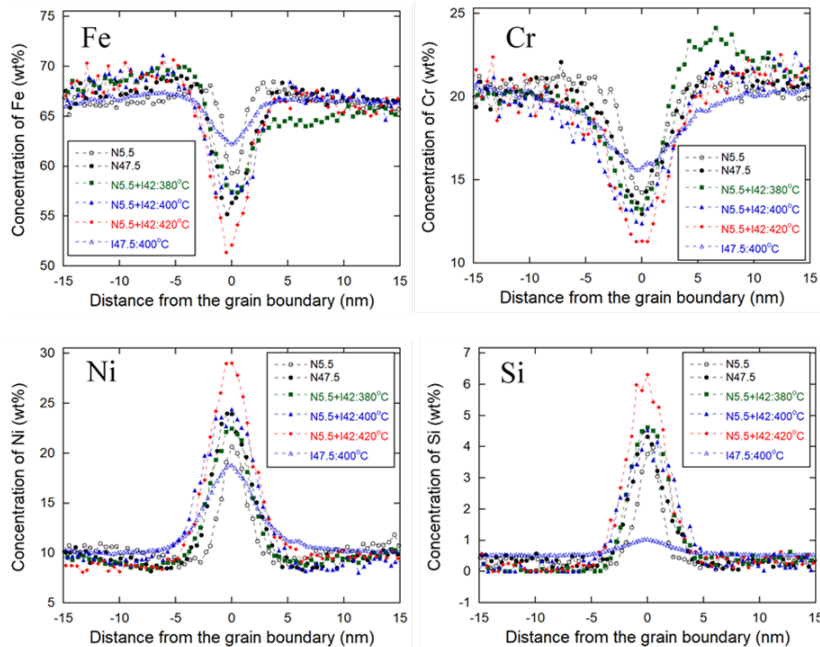 Fe
Concentration of Fe (wt%)
75
70
65
60
55
50
N5.5
N47.5
N5.5+I42:380°C
N5.5+I42:400°C
N5.5+I42:420°C
I47.5:400°C
-15 -10 -5 0 5 10 15
Distance from the grain boundary (nm)
Cr
Concentration of Cr (wt%)
25
20
15
10
N5.5
N47.5
N5.5+I42:380°C
N5.5+I42:400°C
N5.5+I42:420°C
I47.5:400°C
-15 -10 -5 0 5 10 15
Distance from the grain boundary (nm)
Ni
Concentration of Ni (wt%)
30
25
20
15
10
5
N5.5
N47.5
N5.5+I42:380°C
N5.5+I42:400°C
N5.5+I42:420°C
I47.5:400°C
-15 -10 -5 0 5 10 15
Distance from the grain boundary (nm)
Si
Concentration of Si (wt%)
7
6
5
4
3
2
1
0
-1
N5.5
N47.5
N5.5+I42:380°C
N5.5+I42:400°C
N5.5+I42:420°C
I47.5:400°C
-15 -10 -5 0 5 10 15
Distance from the grain boundary (nm)